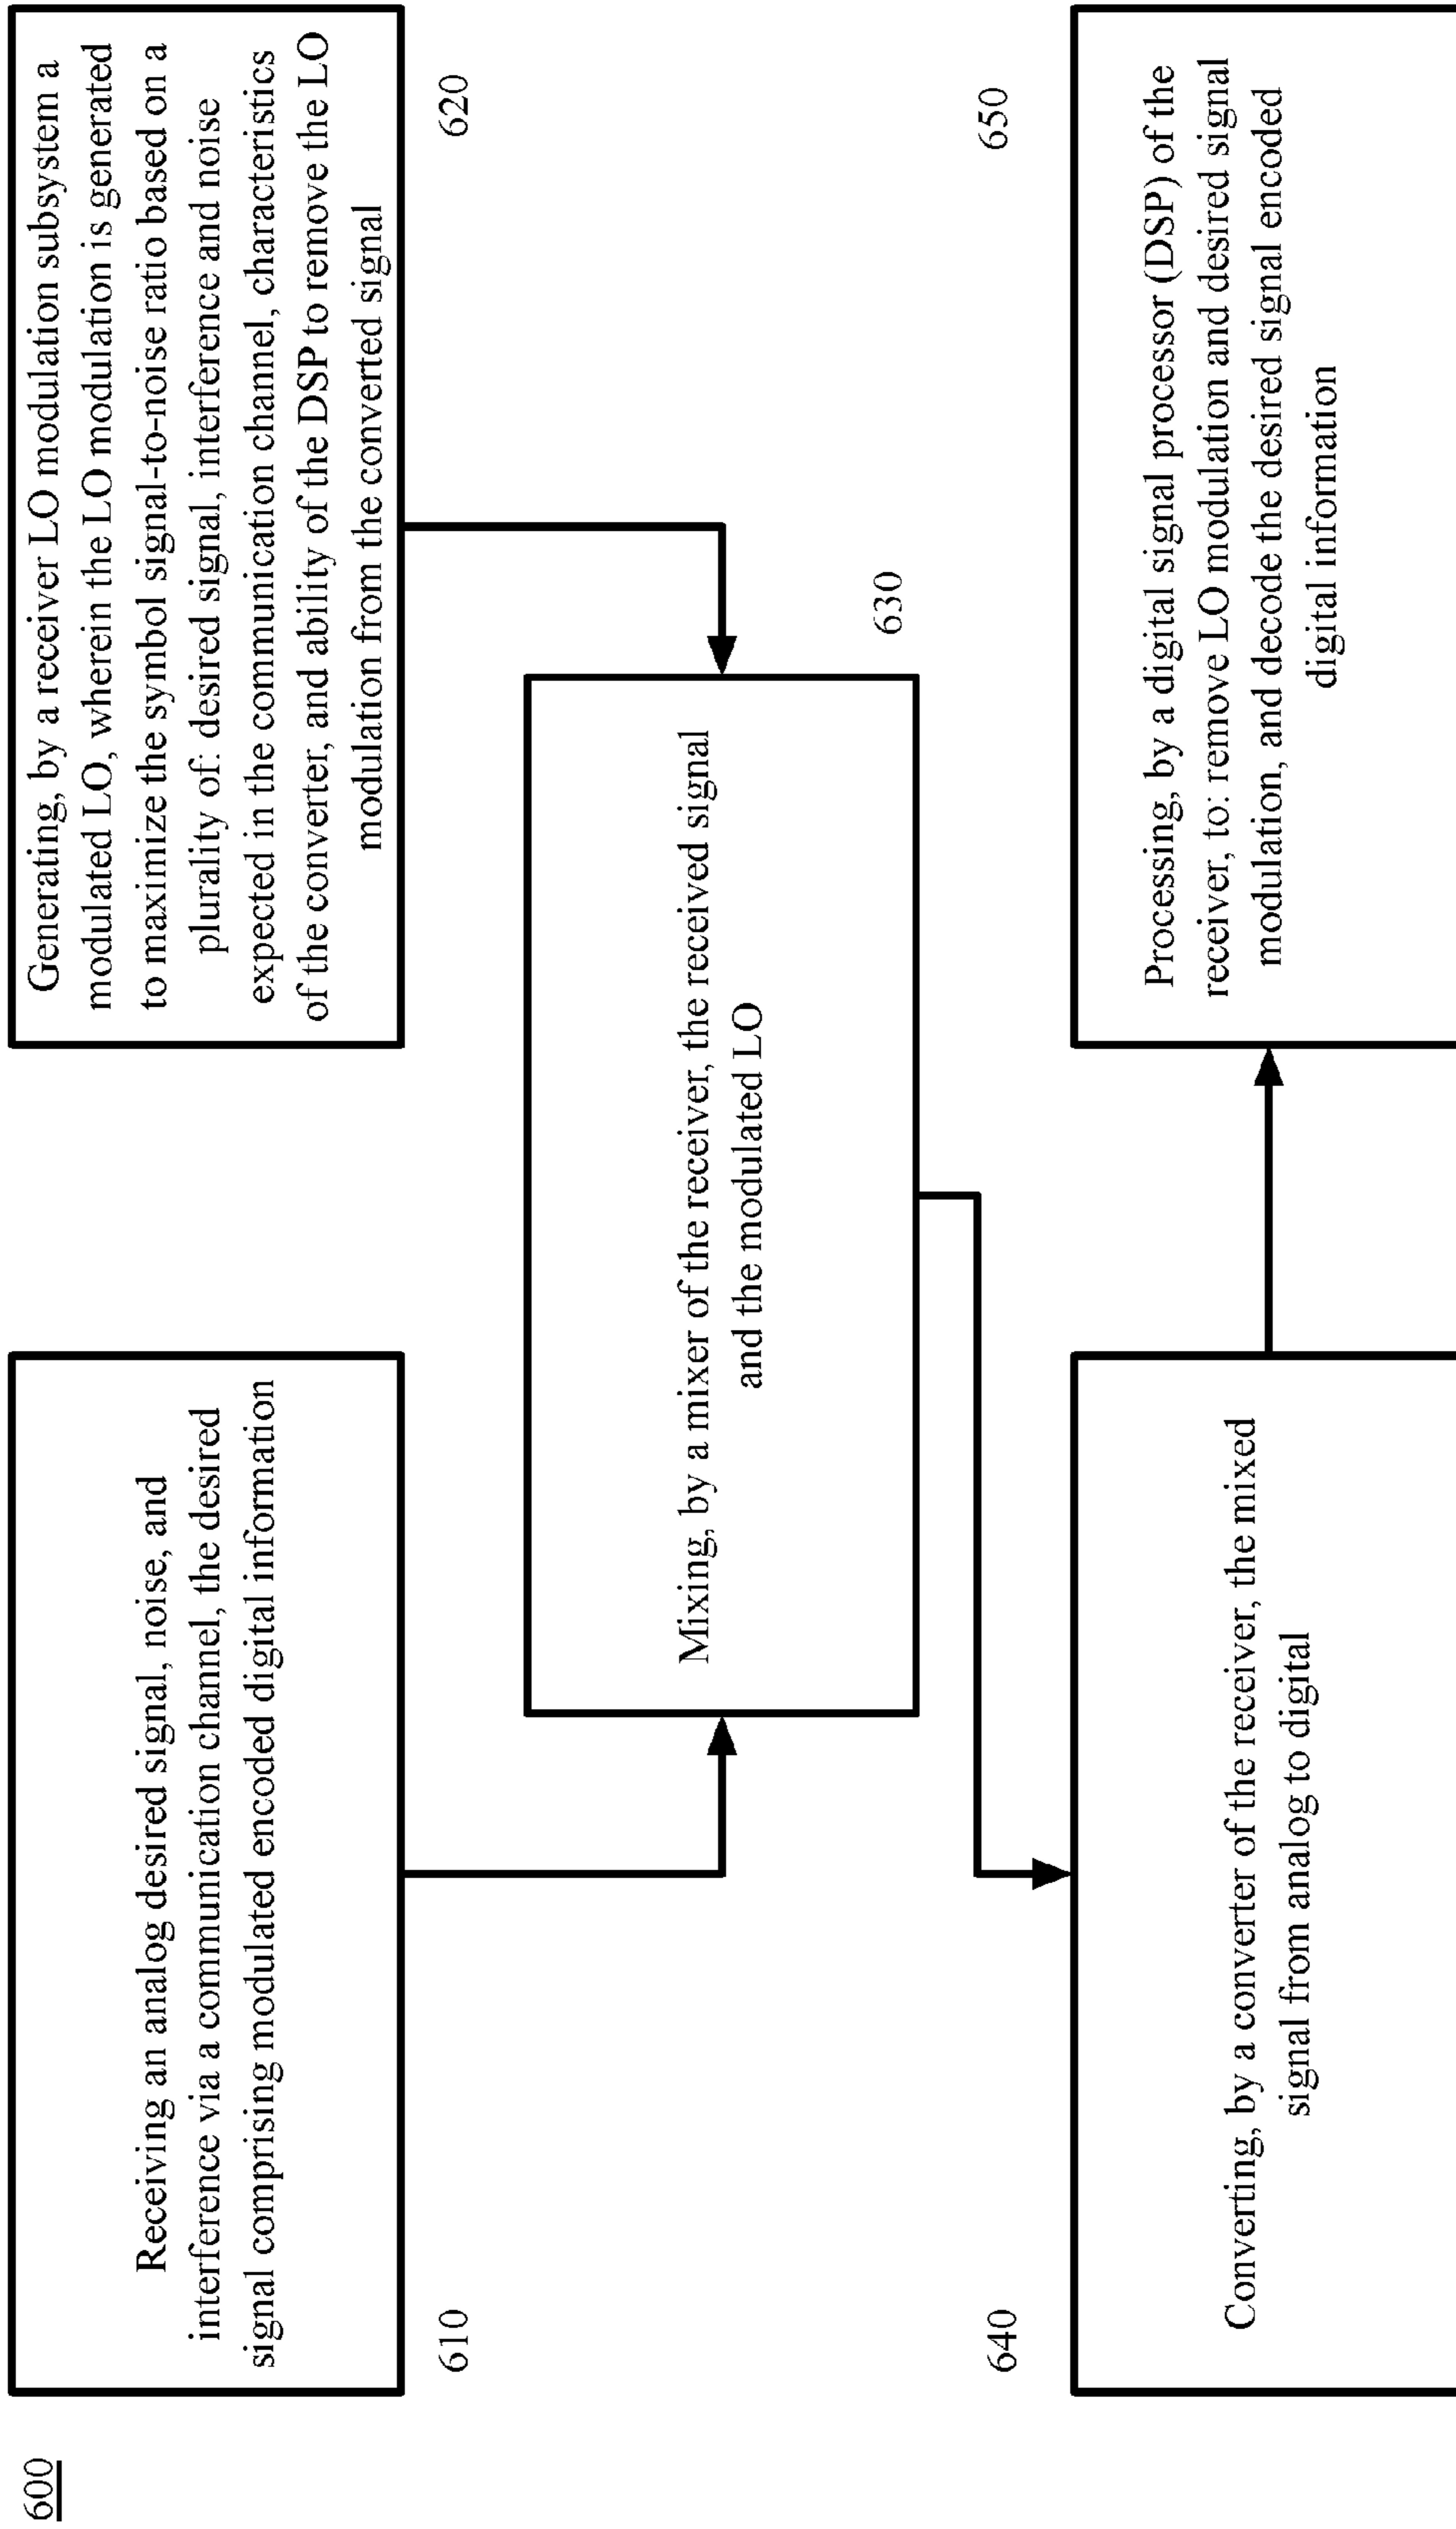 600
Receiving an analog desired signal, noise, and
interference via a communication channel, the desired
signal comprising modulated encoded digital information
610
Generating, by a receiver LO modulation subsystem a
modulated LO, wherein the LO modulation is generated
to maximize the symbol signal-to-noise ratio based on a
plurality of: desired signal, interference and noise
expected in the communication channel, characteristics
of the converter, and ability of the DSP to remove the LO
modulation from the converted signal
620
Mixing, by a mixer of the receiver, the received signal
and the modulated LO
630
Converting, by a converter of the receiver, the mixed
signal from analog to digital
640
Processing, by a digital signal processor (DSP) of the
receiver, to: remove LO modulation and desired signal
modulation, and decode the desired signal encoded
digital information
650